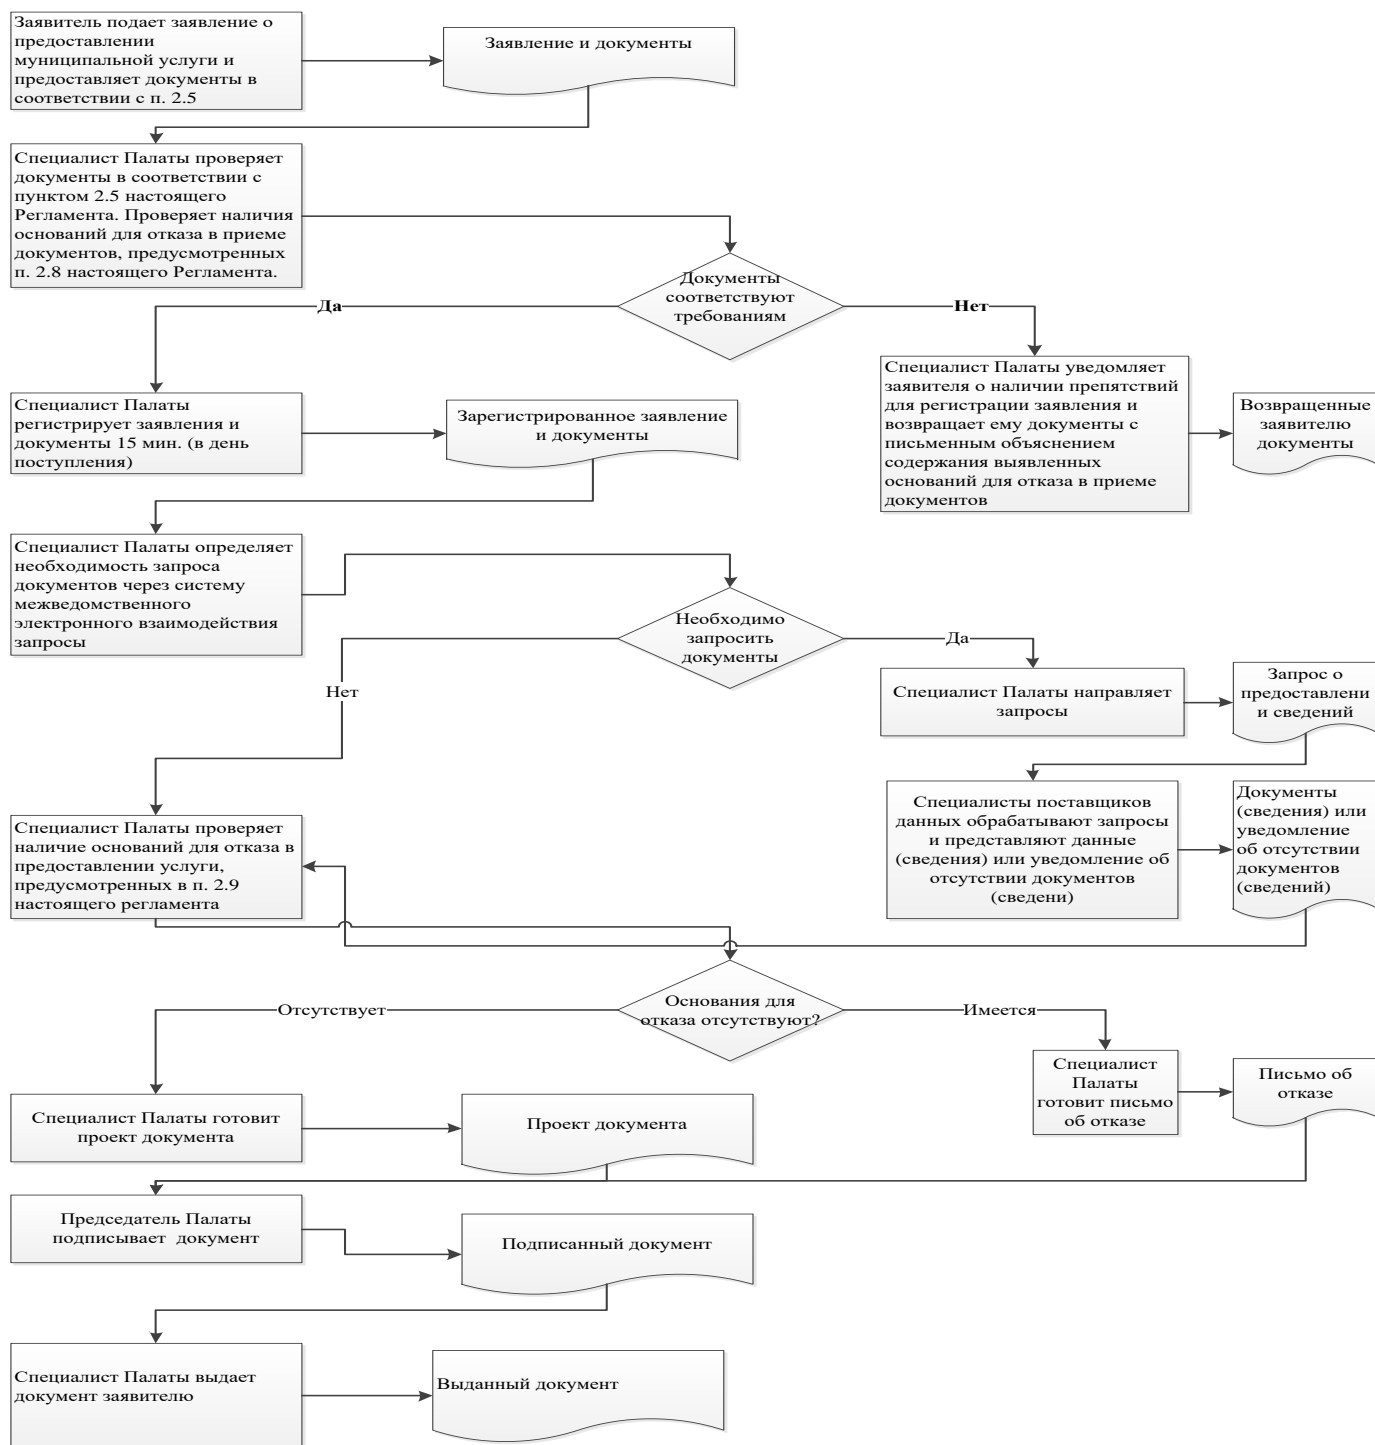 Заявитель подает заявление о
предоставлении
муниципальной услуги и
предоставляет документы в
соответствии с п. 2.5
Заявление и документы
Специалист Палаты проверяет
документы в соответствии с
пунктом 2.5 настоящего
Регламента. Проверяет наличия
оснований для отказа в приеме
документов, предусмотренных
п. 2.8 настоящего Регламента.
Документы
соответствуют
требованиям
Да
Нет
Специалист Палаты
регистрирует заявления и
документы 15 мин. (в день
поступления)
Зарегистрированное заявление
и документы
Специалист Палаты уведомляет
заявителя о наличии препятствий
для регистрации заявления и
возвращает ему документы с
письменным объяснением
содержания выявленных
оснований для отказа в приеме
документов
Возвращенные
заявителю
документы
Специалист Палаты определяет
необходимость запроса
документов через систему
межведомственного
электронного взаимодействия
запросы
Необходимо
запросить
документы
Да
Нет
Специалист Палаты направляет
запросы
Запрос о
предоставлени
и сведений
Специалисты поставщиков
данных обрабатывают запросы
и представляют данные
(сведения) или уведомление об
отсутствии документов
(сведени)
Документы
(сведения) или
уведомление
об отсутствии
документов
(сведений)
Специалист Палаты проверяет
наличие оснований для отказа в
предоставлении услуги,
предусмотренных в п. 2.9
настоящего регламента
Основания для
отказа отсутствуют?
Отсутствует
Имеется
Специалист
Палаты
готовит письмо
об отказе
Письмо об
отказе
Специалист Палаты готовит
проект документа
Проект документа
Председатель Палаты
подписывает  документ
Подписанный документ
Специалист Палаты выдает
документ заявителю
Выданный документ